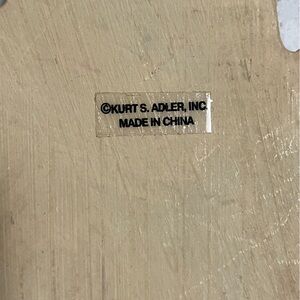 ©KURT S. ADLER, INC.
MADE IN CHINA